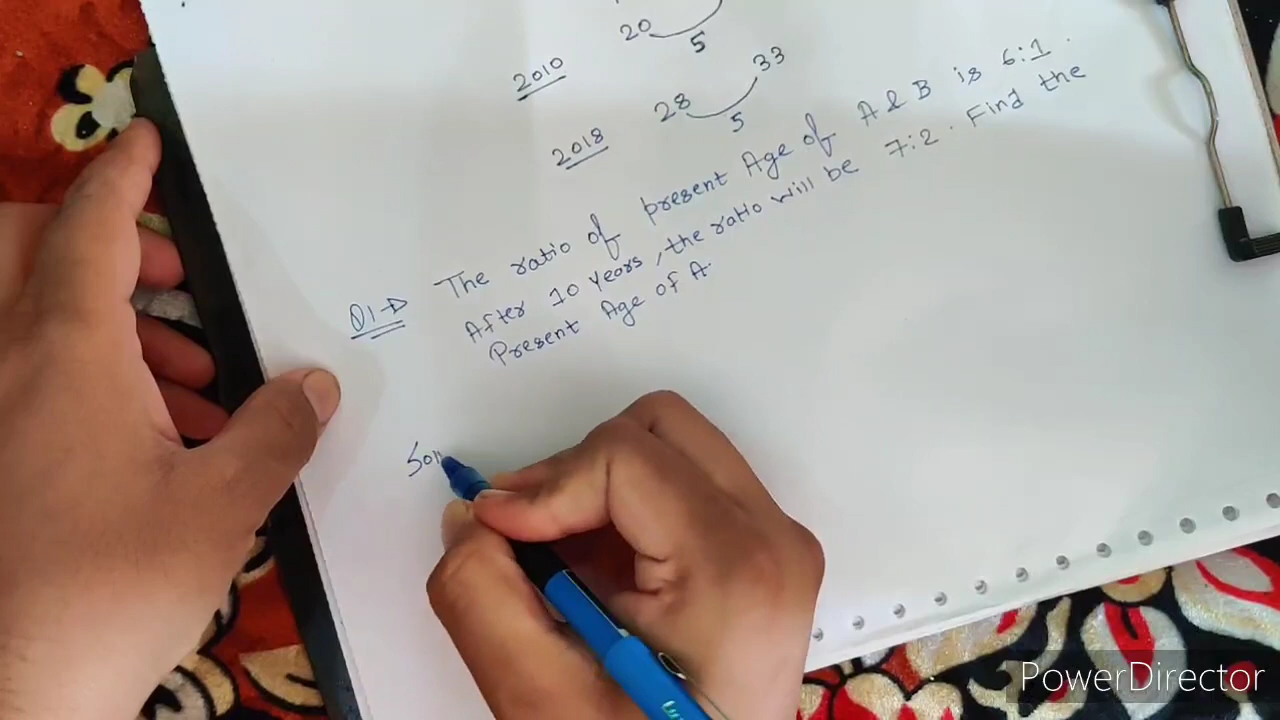 20
5
2010
33
28
5
2018
Q1→ The ratio of present Age of A & B is 6:1.
After 10 years, the ratio will be 7:2. Find the
Present Age of A.
Sol
PowerDirector